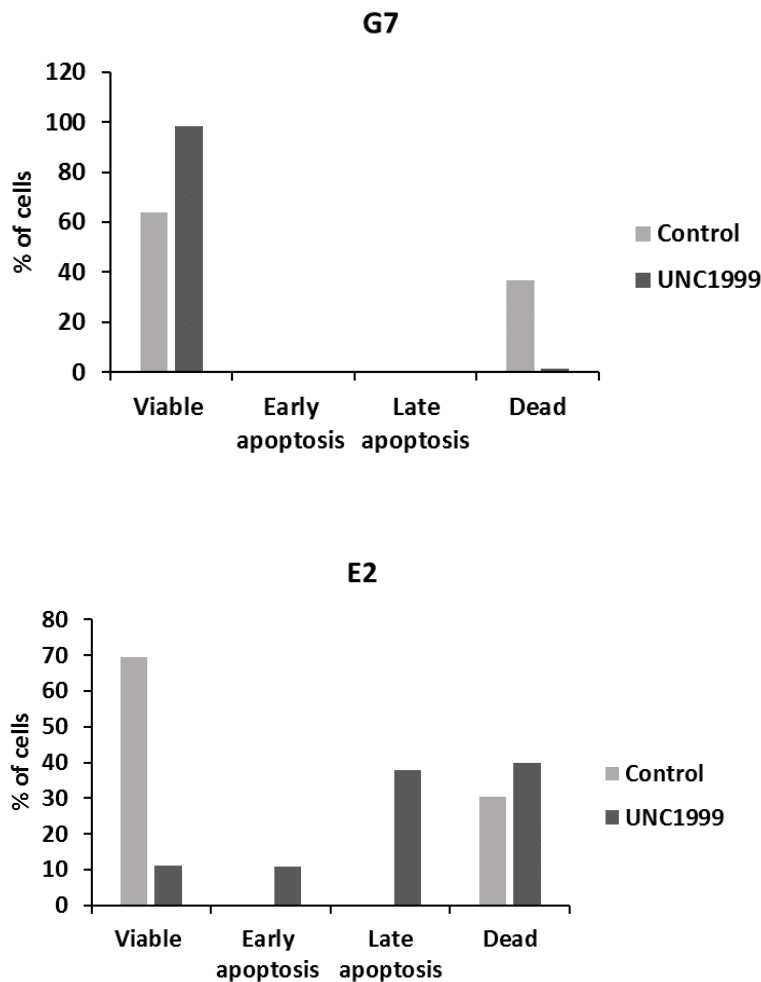 G7
120
100
80
60
40
20
0
% of cells
Viable
Early
apoptosis
Late
apoptosis
Dead
Control
UNC1999
E2
80
70
60
50
40
30
20
10
0
% of cells
Viable
Early
apoptosis
Late
apoptosis
Dead
Control
UNC1999